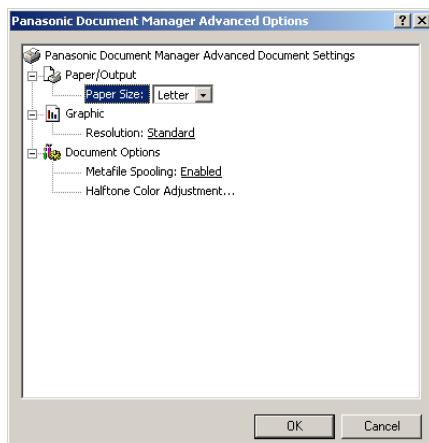 Panasonic Document Manager Advanced Options
Panasonic Document Manager Advanced Document Settings
Paper/Output
Paper Size: Letter
Graphic
Resolution: Standard
Document Options
Metafile Spooling: Enabled
Halftone Color Adjustment...
OK Cancel